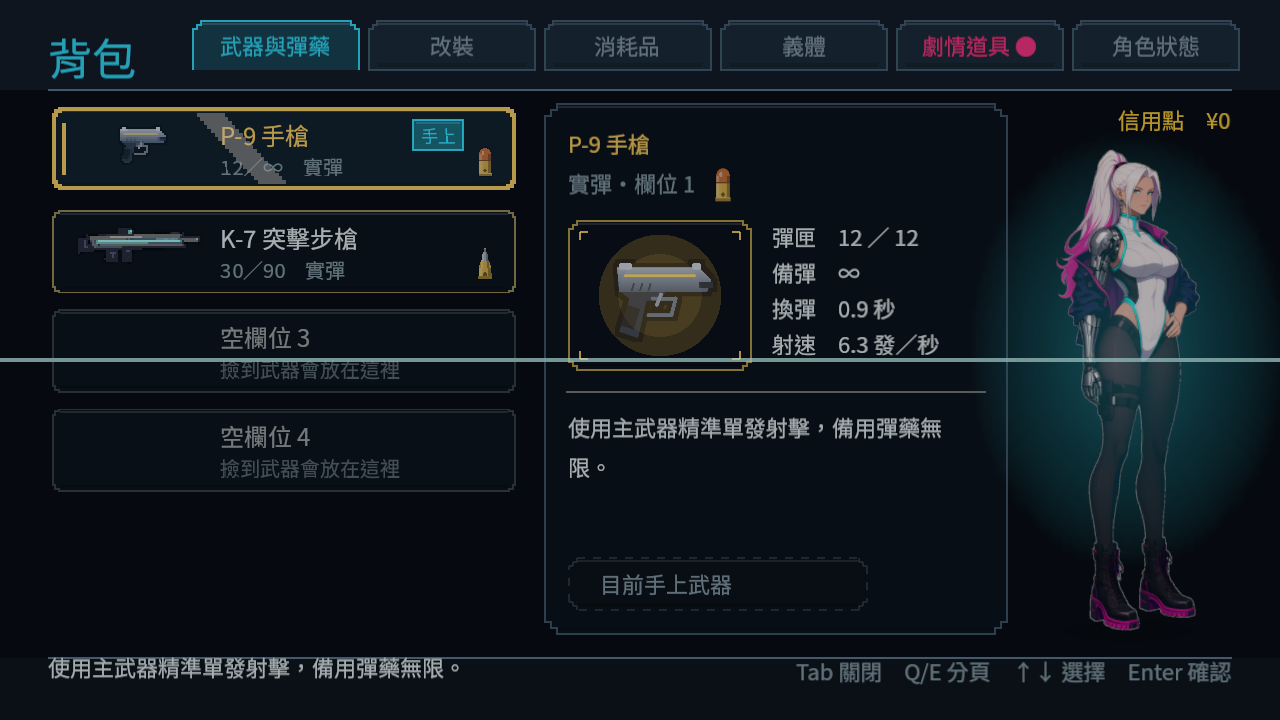 背包
武器與彈藥
改裝
消耗品
義體
劇情道具
角色狀態
P-9 手槍
手上
12／∞ 實彈
K-7 突擊步槍
30／90 實彈
空欄位 3
撿到武器會放在這裡
空欄位 4
撿到武器會放在這裡
P-9 手槍
實彈・欄位 1
彈匣 12 ／ 12
備彈 ∞
換彈 0.9 秒
射速 6.3 發／秒
使用主武器精準單發射擊，備用彈藥無
限。
目前手上武器
信用點 ¥0
使用主武器精準單發射擊，備用彈藥無限。
Tab 關閉 Q/E 分頁 ↑↓ 選擇 Enter 確認